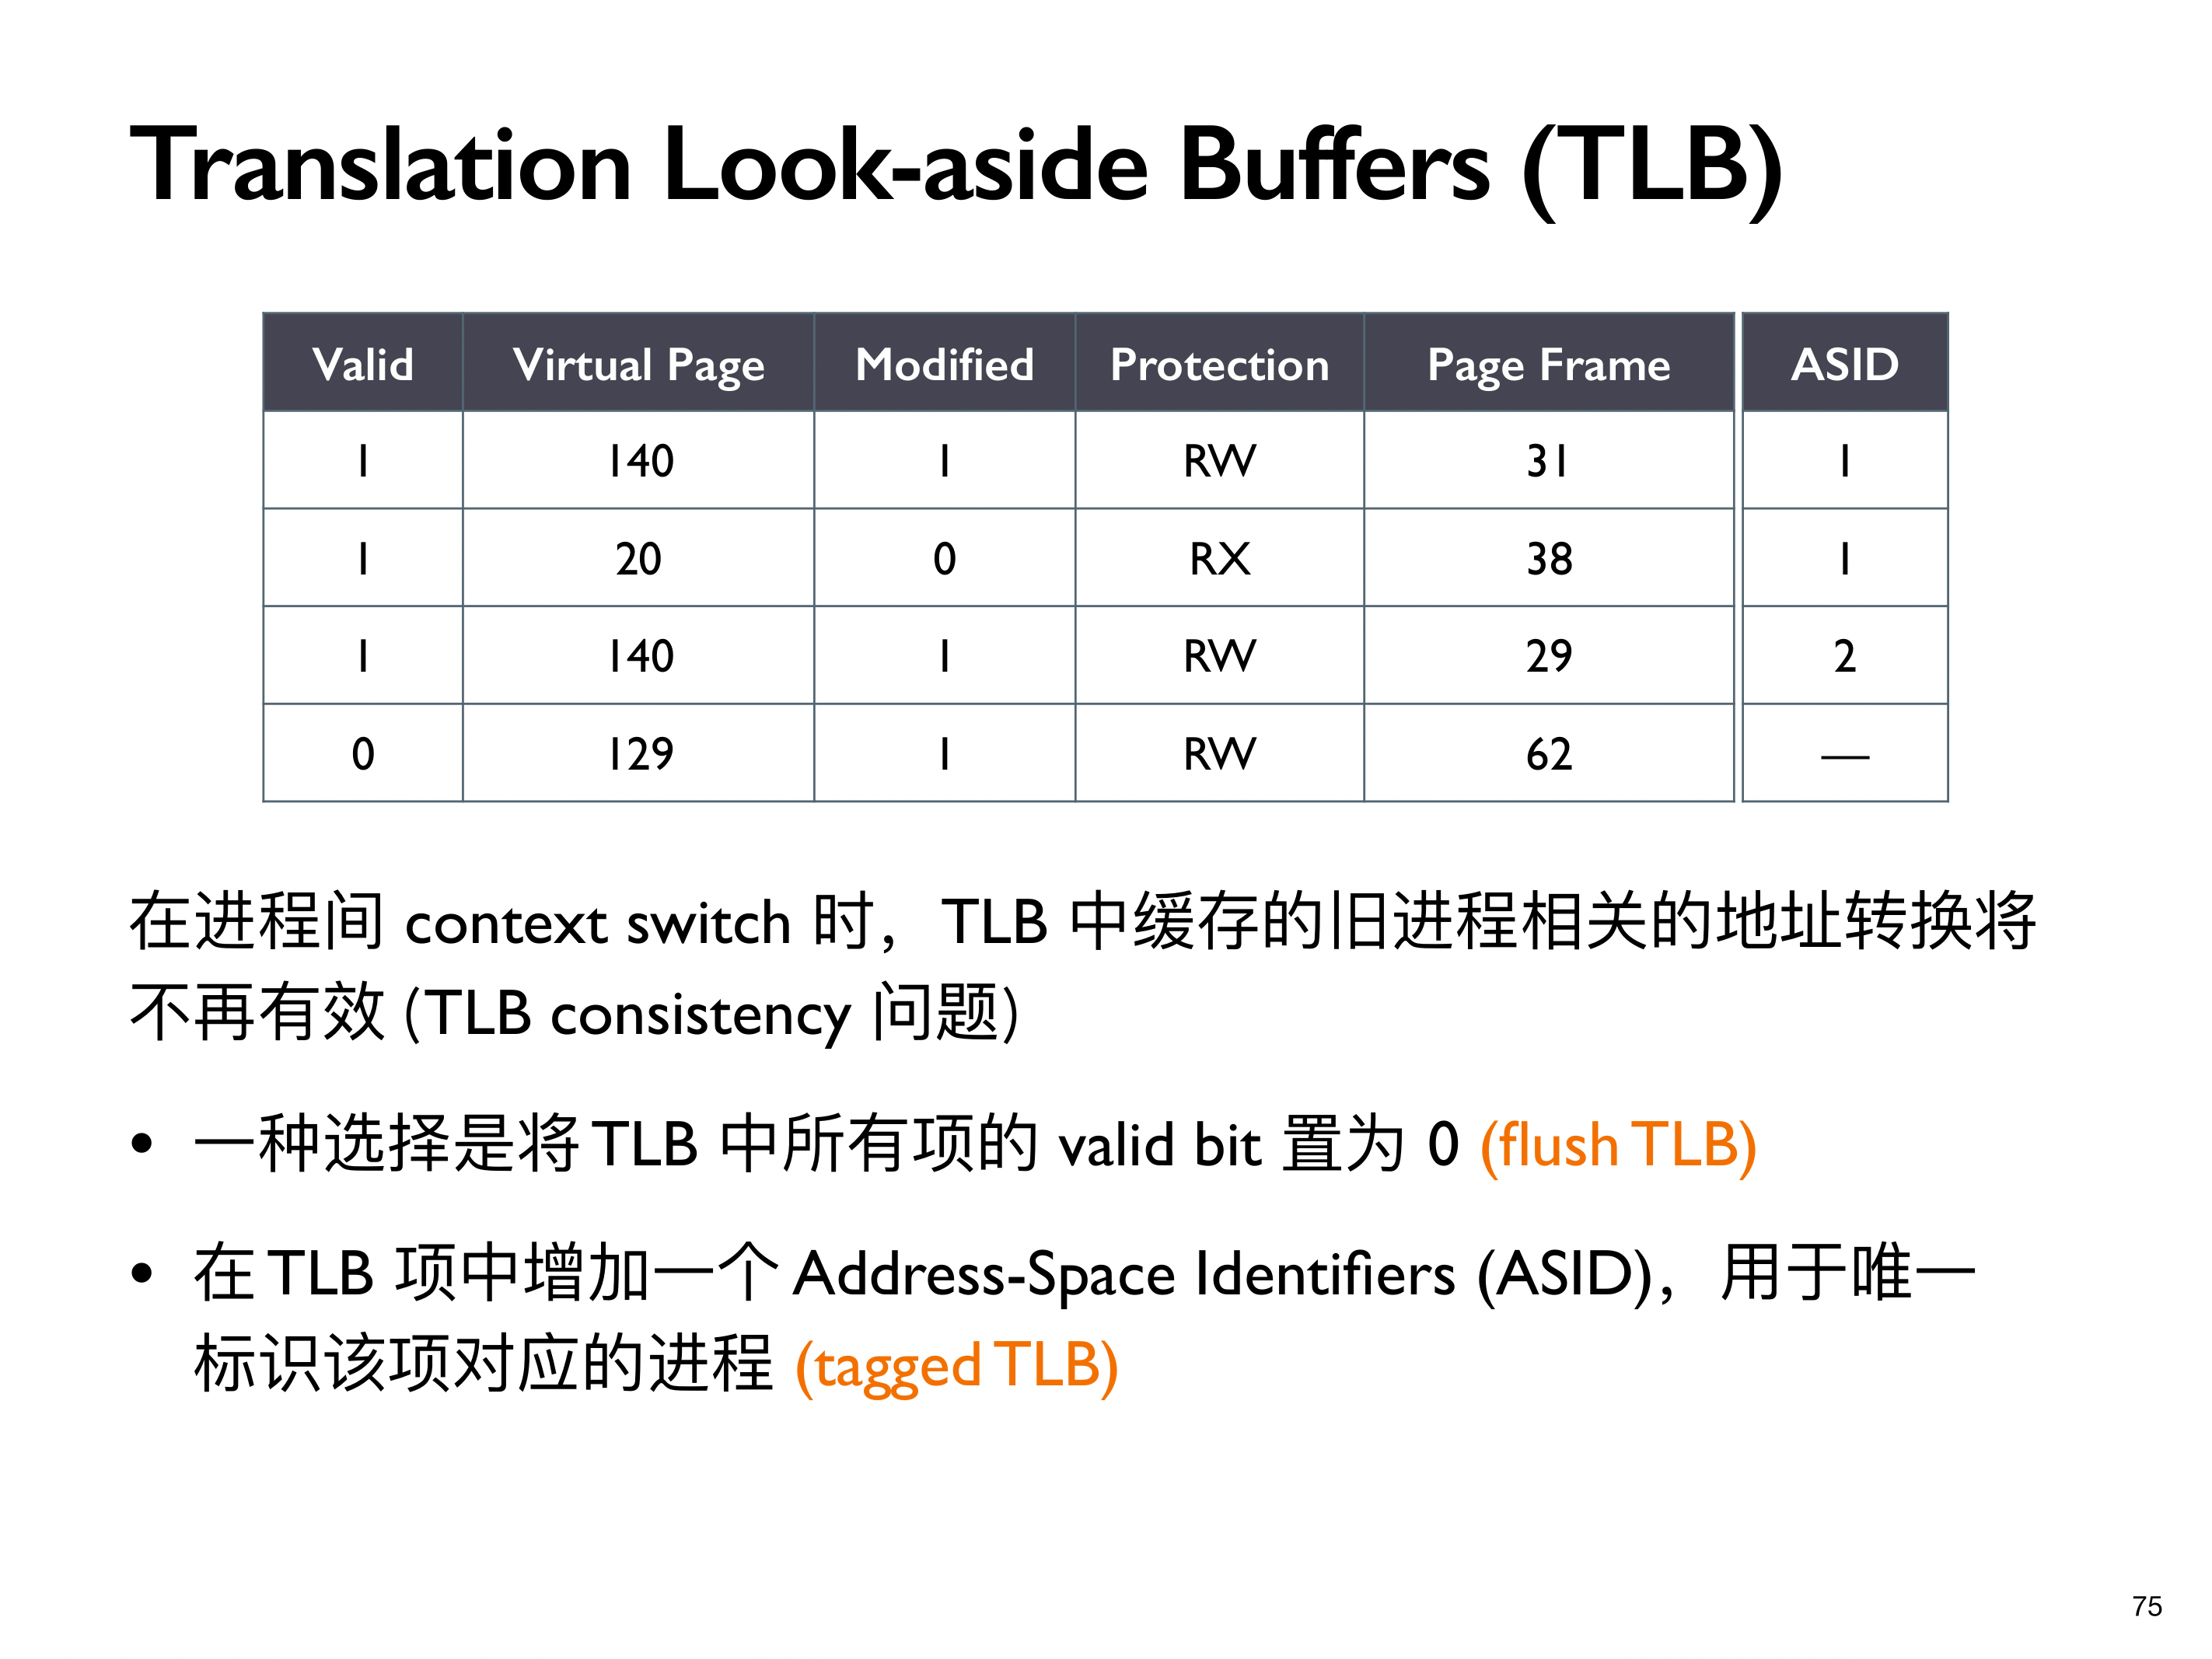 Translation Look-aside Buffers (TLB)
Valid Virtual Page Modified Protection Page Frame ASID
1 140 1 RW 31 1
1 20 0 RX 38 1
1 140 1 RW 29 2
0 129 1 RW 62 —
在进程间 context switch 时，TLB 中缓存的旧进程相关的地址转换将
不再有效 (TLB consistency 问题)
• 一种选择是将 TLB 中所有项的 valid bit 置为 0 (flush TLB)
• 在 TLB 项中增加一个 Address-Space Identifiers (ASID)，用于唯一
标识该项对应的进程 (tagged TLB)
75